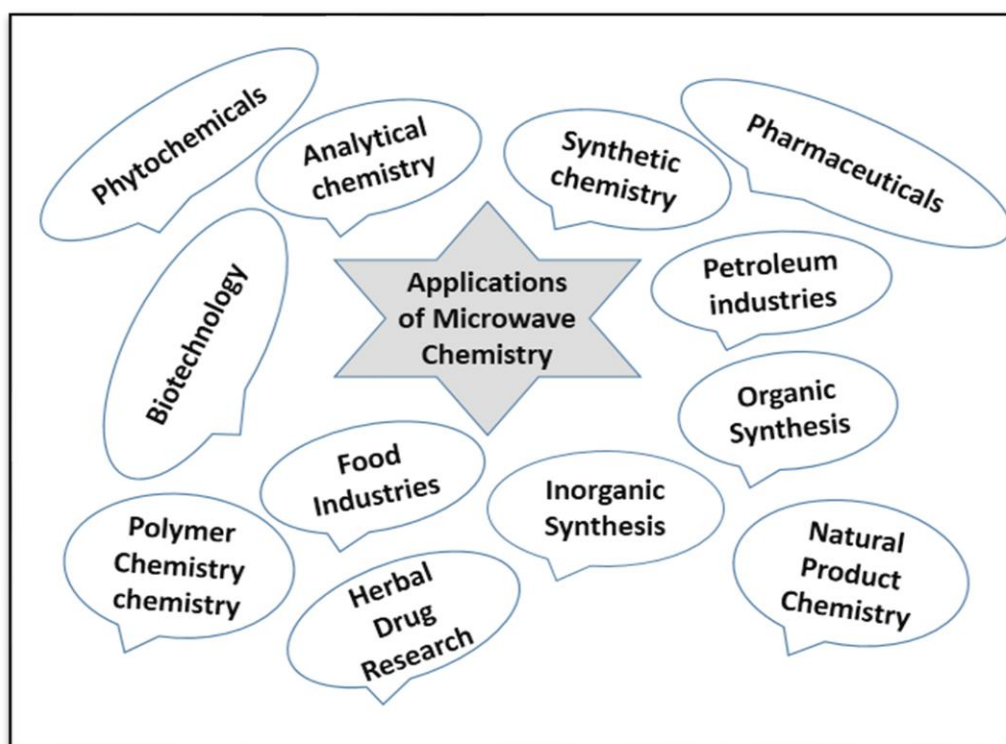 Phytochemicals
Analytical
chemistry
Synthetic
chemistry
Pharmaceuticals
Biotechnology
Applications
of Microwave
Chemistry
Petroleum
industries
Organic
Synthesis
Food
Industries
Inorganic
Synthesis
Polymer
Chemistry
chemistry
Herbal
Drug
Research
Natural
Product
Chemistry